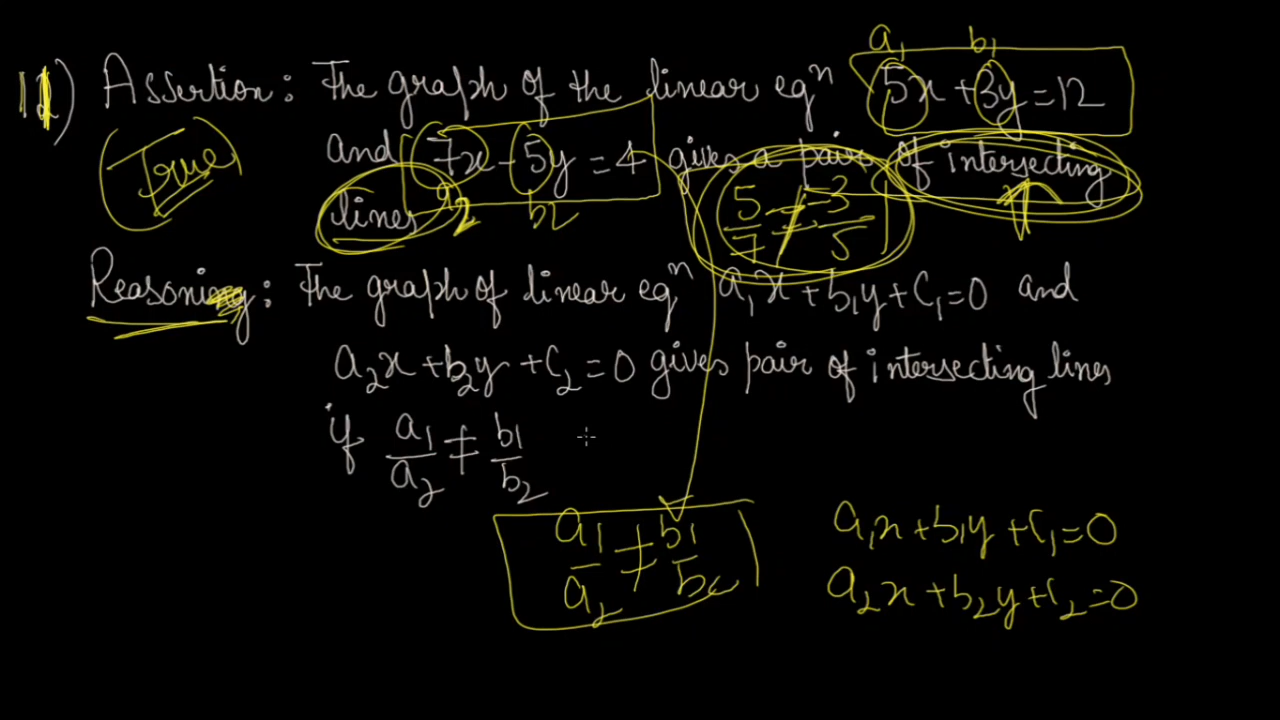 a1 b1
11) Assertion: The graph of the linear eqn 5x + 3y = 12
and 7x - 5y = 4 gives a pair of intersecting
True
lines a2 b2 5/7 ≠ -3/5
Reasoning: The graph of linear eqn a1x + b1y + C1 = 0 and
a2x + b2y + C2 = 0 gives pair of intersecting lines
if a1/a2 ≠ b1/b2
a1/a2 ≠ b1/b2
a1x + b1y + C1 = 0
a2x + b2y + C2 = 0